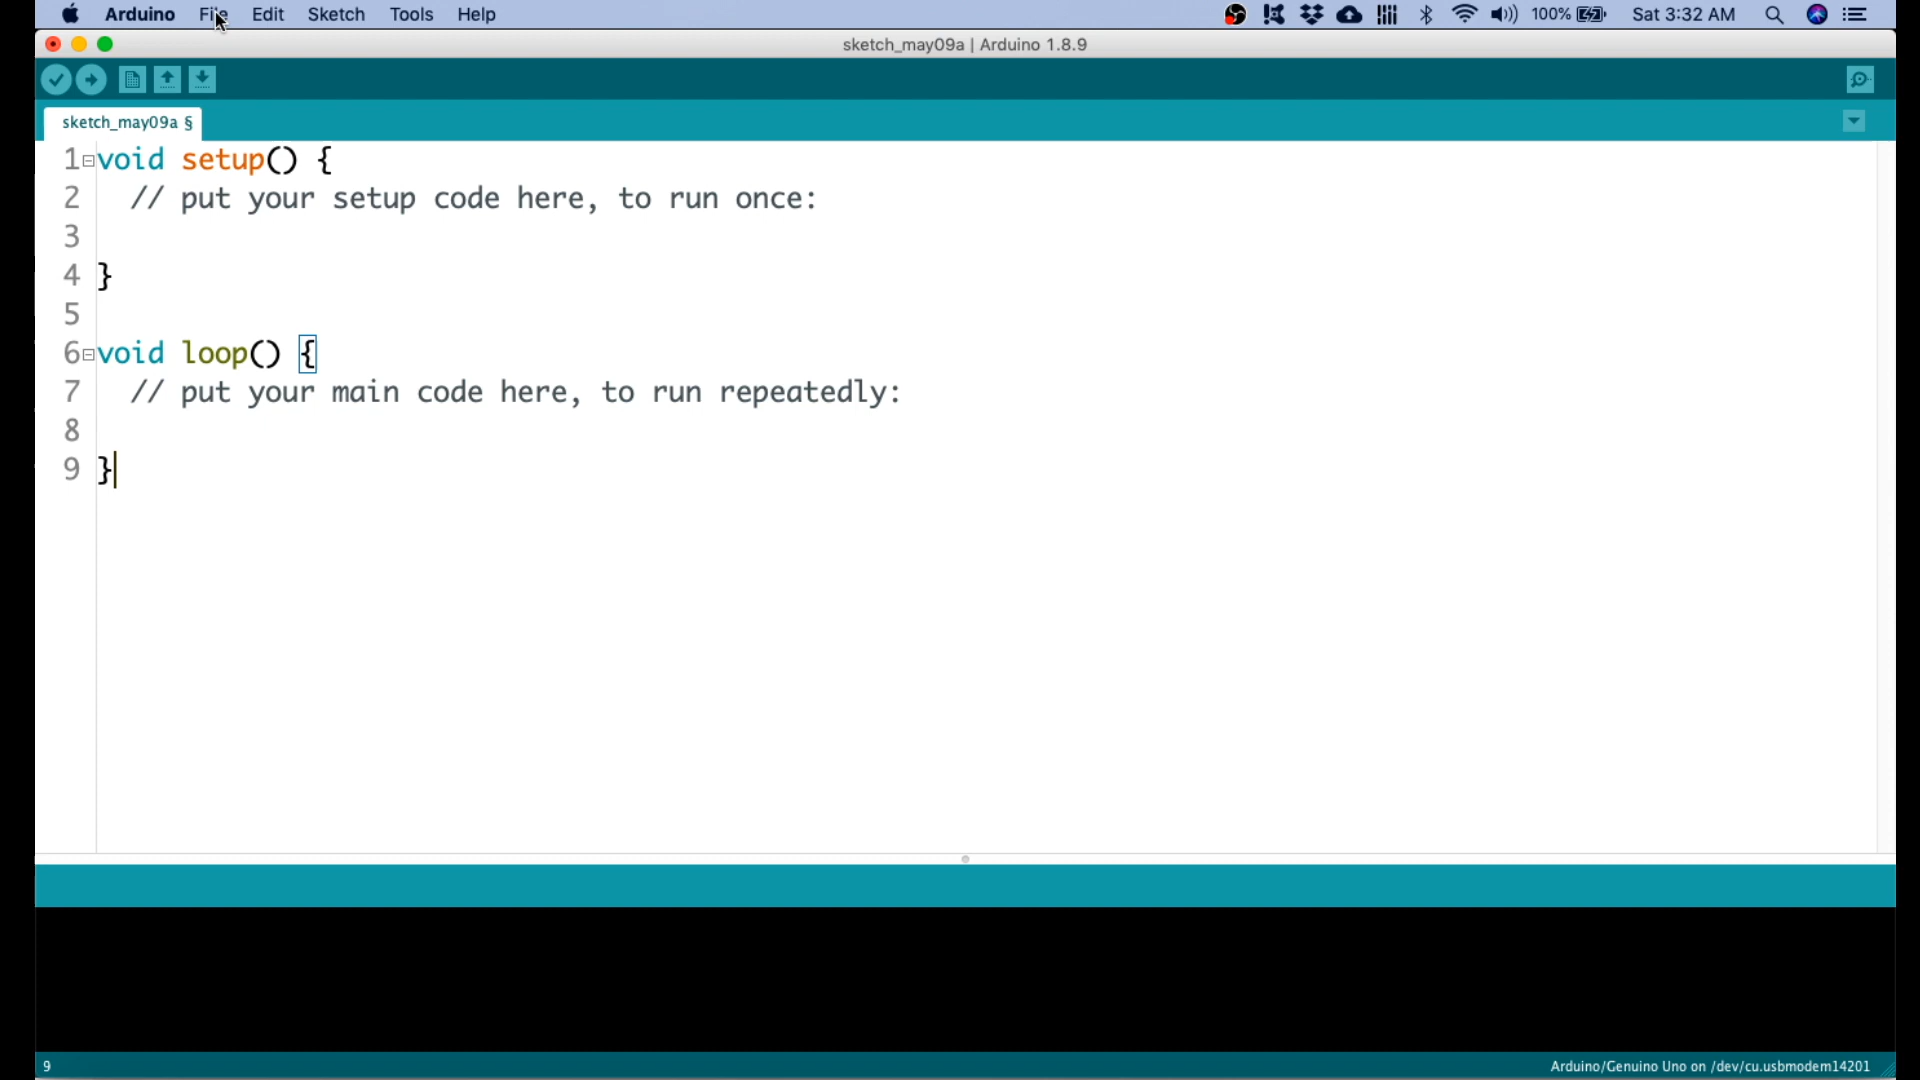 Arduino File Edit Sketch Tools Help 100% Sat 3:32 AM
sketch_may09a | Arduino 1.8.9
sketch_may09a §
1 void setup() {
2 // put your setup code here, to run once:
3
4 }
5
6 void loop() {
7 // put your main code here, to run repeatedly:
8
9 }
9 Arduino/Genuino Uno on /dev/cu.usbmodem14201